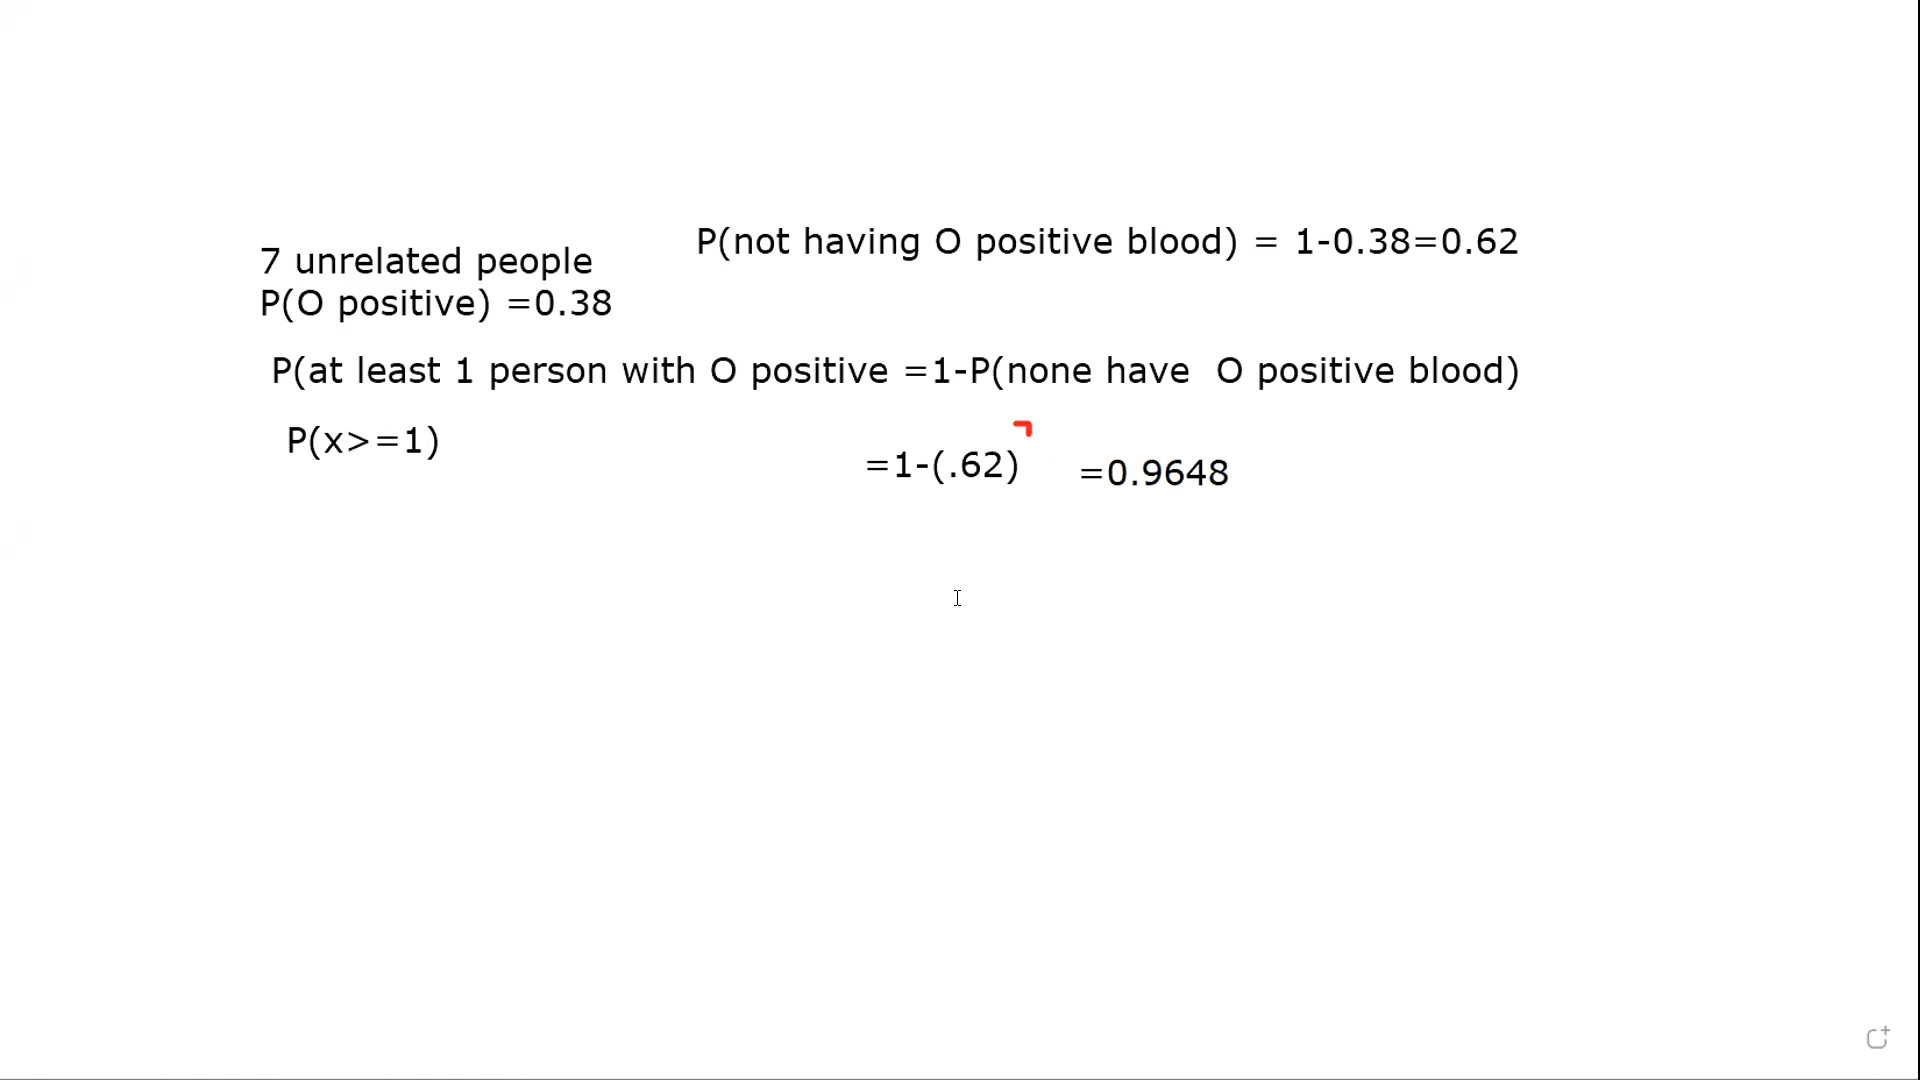 7 unrelated people
P(O positive) =0.38
P(not having O positive blood) = 1-0.38=0.62
P(at least 1 person with O positive =1-P(none have  O positive blood)
P(x>=1)
=1-(.62)⁷ =0.9648